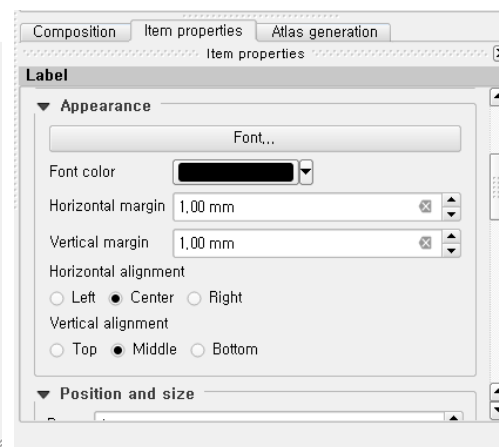 Composition Item properties Atlas generation
Item properties
Label
Appearance
Font...
Font color
Horizontal margin 1.00 mm
Vertical margin 1.00 mm
Horizontal alignment
Left Center Right
Vertical alignment
Top Middle Bottom
Position and size